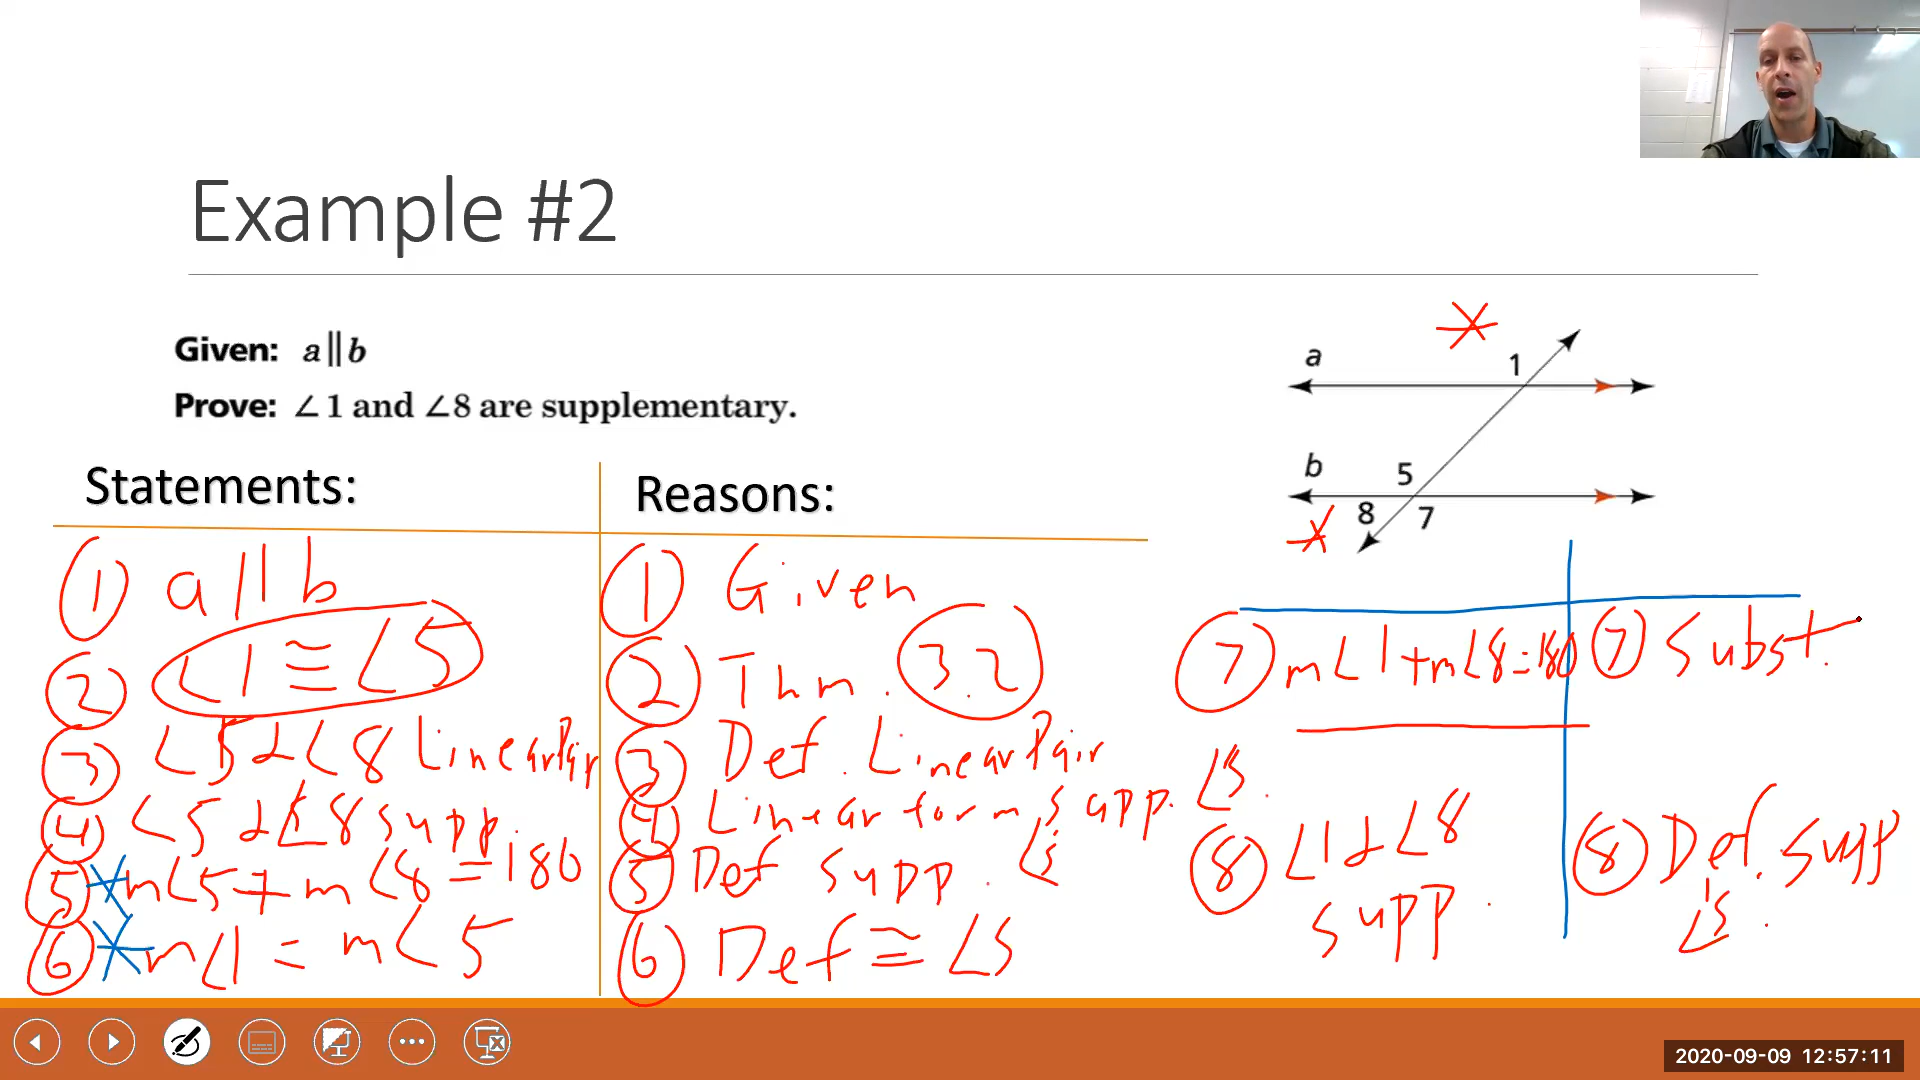 Example #2
Given: a ∥ b
Prove: ∠1 and ∠8 are supplementary.
a
1
b
5
8 7
Statements:
Reasons:
① a || b
① Given
② ∠1 ≅ ∠5
② Thm. 3.2
③ ∠5 & ∠8 Linear Pair
③ Def. Linear Pair
④ ∠5 & ∠8 supp
④ Linear form supp. ∠s.
⑤ m∠5 + m∠8 = 180
⑤ Def supp. ∠s
⑥ m∠1 = m∠5
⑥ Def ≅ ∠s
⑦ m∠1 + m∠8 = 180
⑦ Subst.
⑧ ∠1 & ∠8
supp.
⑧ Def. supp
∠s.
2020-09-09 12:57:11